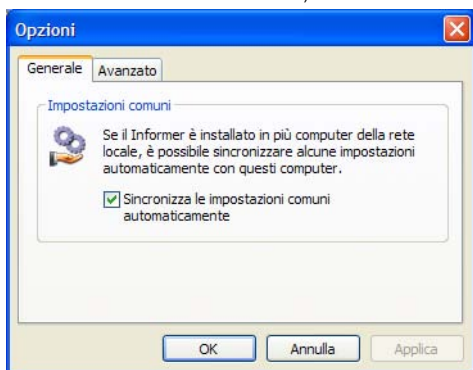 Opzioni
Generale
Avanzato
Impostazioni comuni
Se il Informer è installato in più computer della rete
locale, è possibile sincronizzare alcune impostazioni
automaticamente con questi computer.
Sincronizza le impostazioni comuni
automaticamente
OK
Annulla
Applica